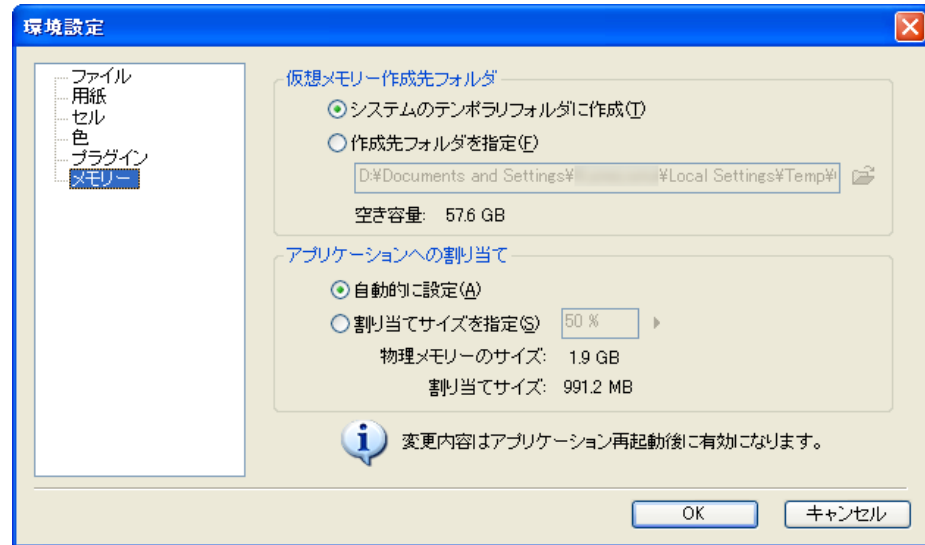 環境設定
ファイル
用紙
セル
色
プラグイン
メモリー
仮想メモリー作成先フォルダ
システムのテンポラリフォルダに作成(T)
作成先フォルダを指定(F)
D:¥Documents and Settings¥ ¥Local Settings¥Temp¥
空き容量: 57.6 GB
アプリケーションへの割り当て
自動的に設定(A)
割り当てサイズを指定(S) 50 %
物理メモリーのサイズ: 1.9 GB
割り当てサイズ: 991.2 MB
変更内容はアプリケーション再起動後に有効になります。
OK キャンセル